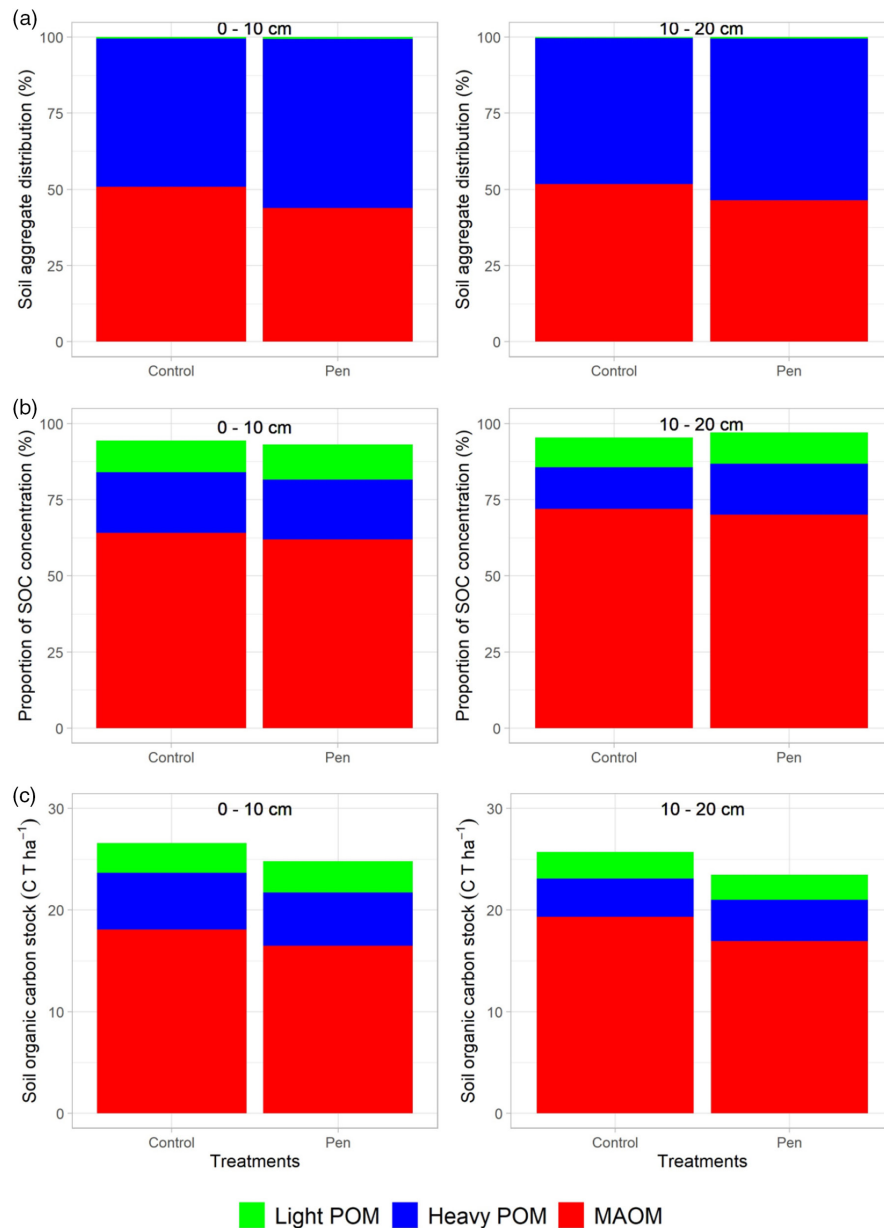 (a)
0 - 10 cm
10 - 20 cm
Soil aggregate distribution (%)
100
75
50
25
0
Control
Pen
Soil aggregate distribution (%)
100
75
50
25
0
Control
Pen
(b)
0 - 10 cm
10 - 20 cm
Proportion of SOC concentration (%)
100
75
50
25
0
Control
Pen
Proportion of SOC concentration (%)
100
75
50
25
0
Control
Pen
(c)
0 - 10 cm
10 - 20 cm
Soil organic carbon stock (C T ha⁻¹)
30
20
10
0
Control
Pen
Treatments
Soil organic carbon stock (C T ha⁻¹)
30
20
10
0
Control
Pen
Treatments
Light POM
Heavy POM
MAOM